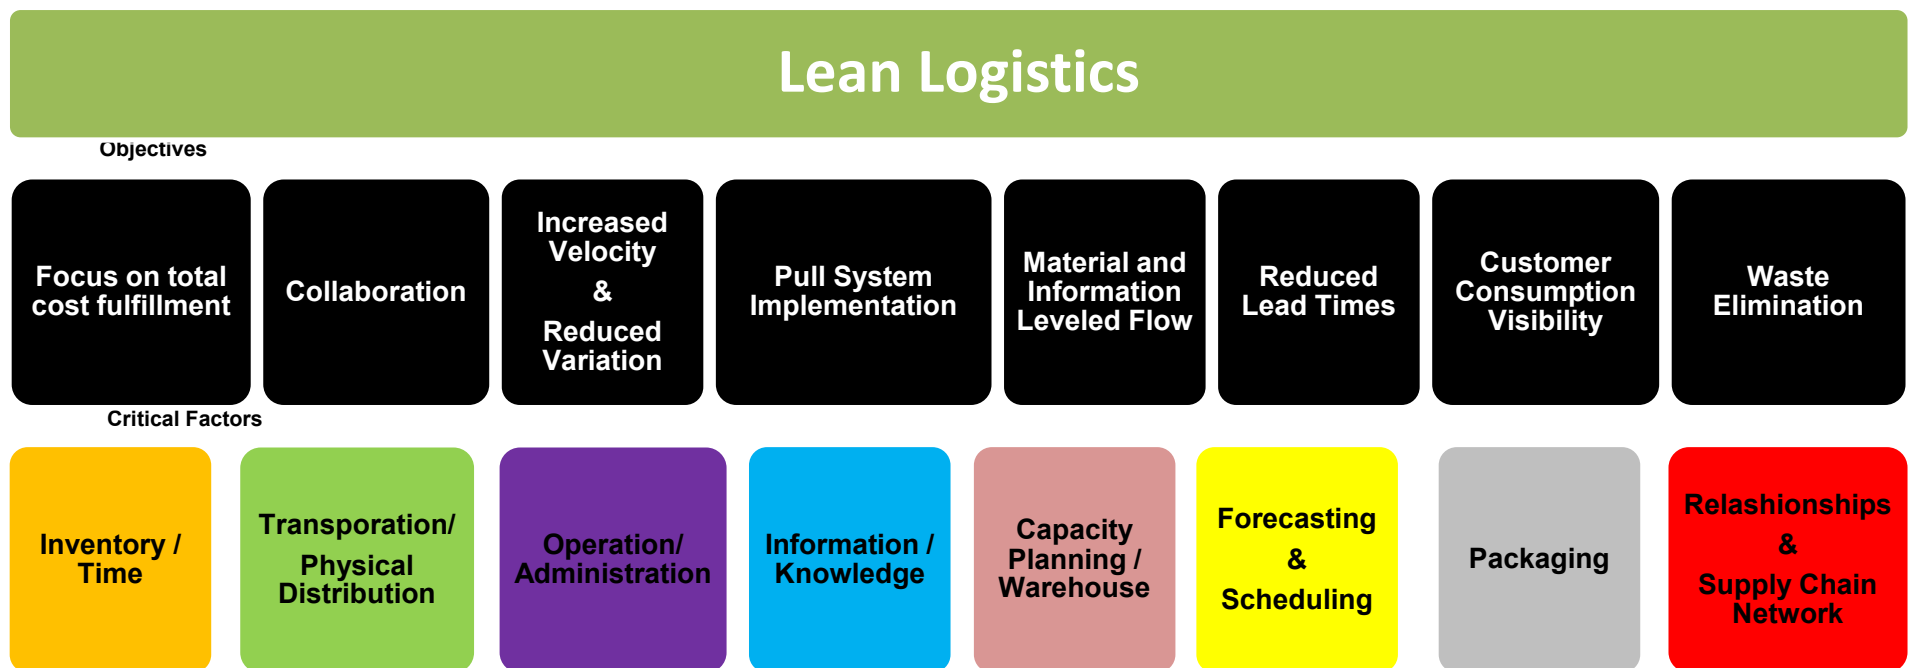 Lean Logistics
Objectives
Focus on total
cost fulfillment
Collaboration
Increased
Velocity
&
Reduced
Variation
Pull System
Implementation
Material and
Information
Leveled Flow
Reduced
Lead Times
Customer
Consumption
Visibility
Waste
Elimination
Critical Factors
Inventory /
Time
Transporation/
Physical
Distribution
Operation/
Administration
Information /
Knowledge
Capacity
Planning /
Warehouse
Forecasting
&
Scheduling
Packaging
Relashionships
&
Supply Chain
Network